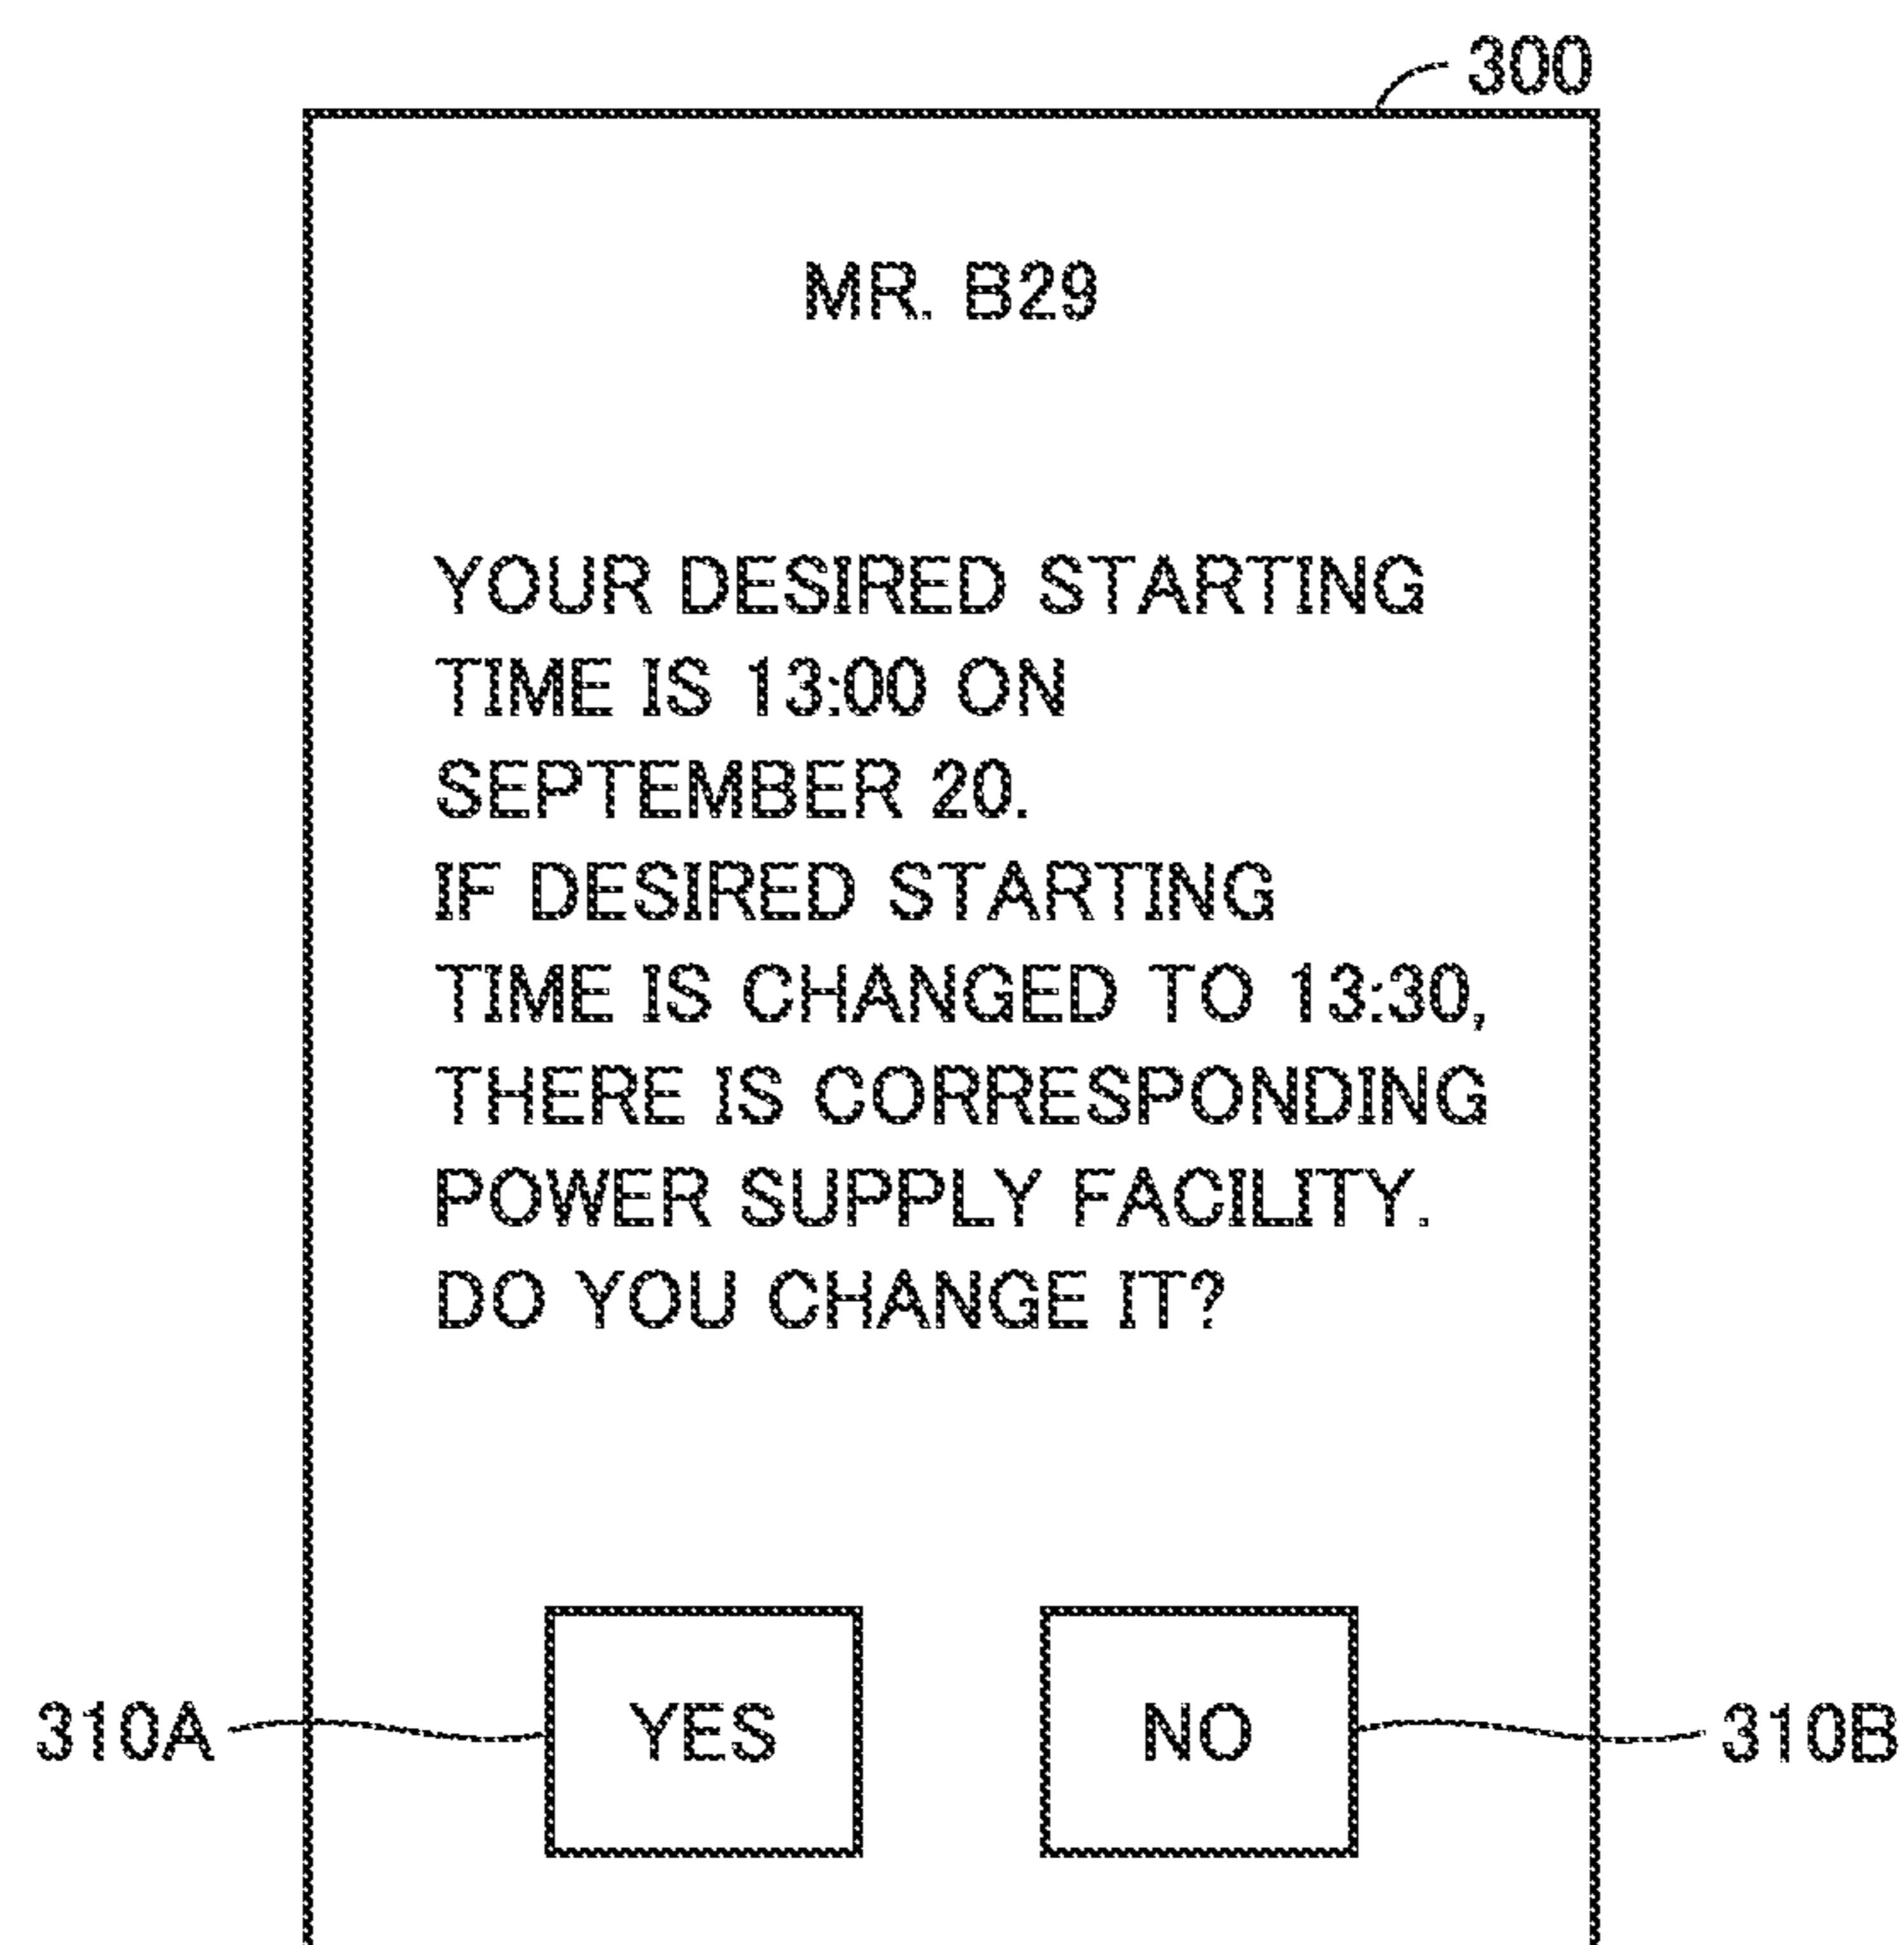 300
MR. B29
YOUR DESIRED STARTING
TIME IS 13:00 ON
SEPTEMBER 20.
IF DESIRED STARTING
TIME IS CHANGED TO 13:30,
THERE IS CORRESPONDING
POWER SUPPLY FACILITY.
DO YOU CHANGE IT?
310A YES NO 310B